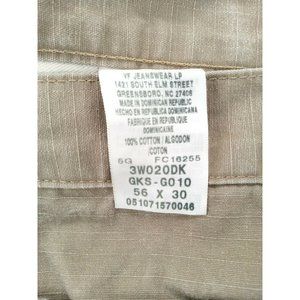 VF JEANSWEAR LP
1421 SOUTH ELM STREET
GREENSBORO, NC 27406
MADE IN DOMINICAN REPUBLIC
HECHO EN REPUBLICA DOMINICANA
FABRIQUE EN REPUBLIQUE
DOMINICAINE
100% COTTON / ALGODON
COTON
5G FC16255
3W020DK
GKS-G010
56 X 30
051071570046